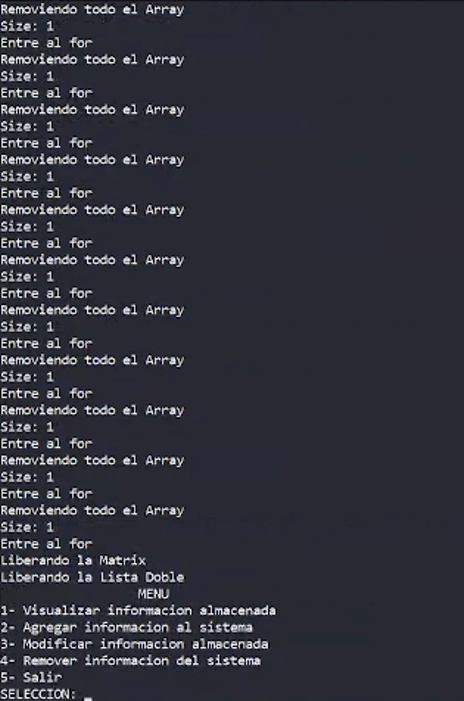 Removiendo todo el Array
Size: 1
Entre al for
Removiendo todo el Array
Size: 1
Entre al for
Removiendo todo el Array
Size: 1
Entre al for
Removiendo todo el Array
Size: 1
Entre al for
Removiendo todo el Array
Size: 1
Entre al for
Removiendo todo el Array
Size: 1
Entre al for
Removiendo todo el Array
Size: 1
Entre al for
Removiendo todo el Array
Size: 1
Entre al for
Removiendo todo el Array
Size: 1
Entre al for
Removiendo todo el Array
Size: 1
Entre al for
Removiendo todo el Array
Size: 1
Entre al for
Liberando la Matrix
Liberando la Lista Doble
MENU
1- Visualizar informacion almacenada
2- Agregar informacion al sistema
3- Modificar informacion almacenada
4- Remover informacion del sistema
5- Salir
SELECCION: _